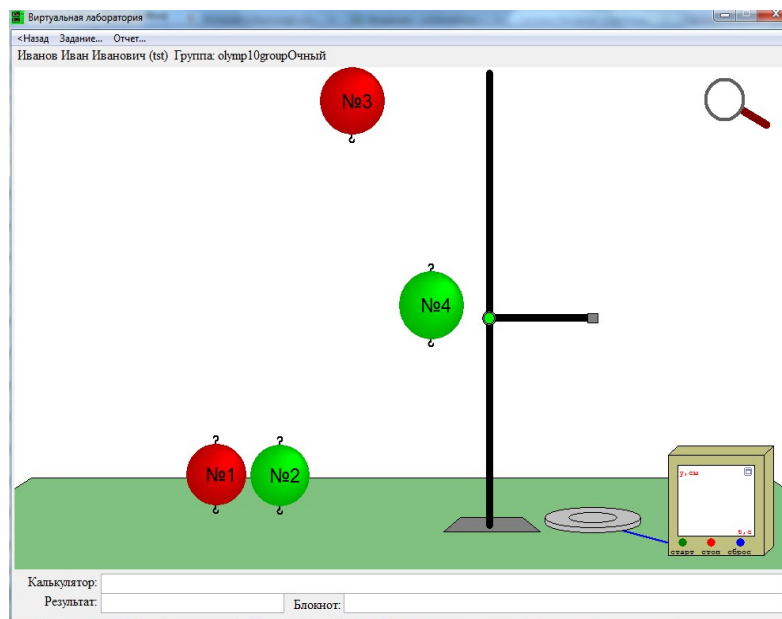 Виртуальная лаборатория
<Назад Задание... Отчет...
Иванов Иван Иванович (tst) Группа: olymp10groupОчный
№3
№4
№1
№2
y, см
t, с
старт стоп сброс
Калькулятор:
Результат:
Блокнот: